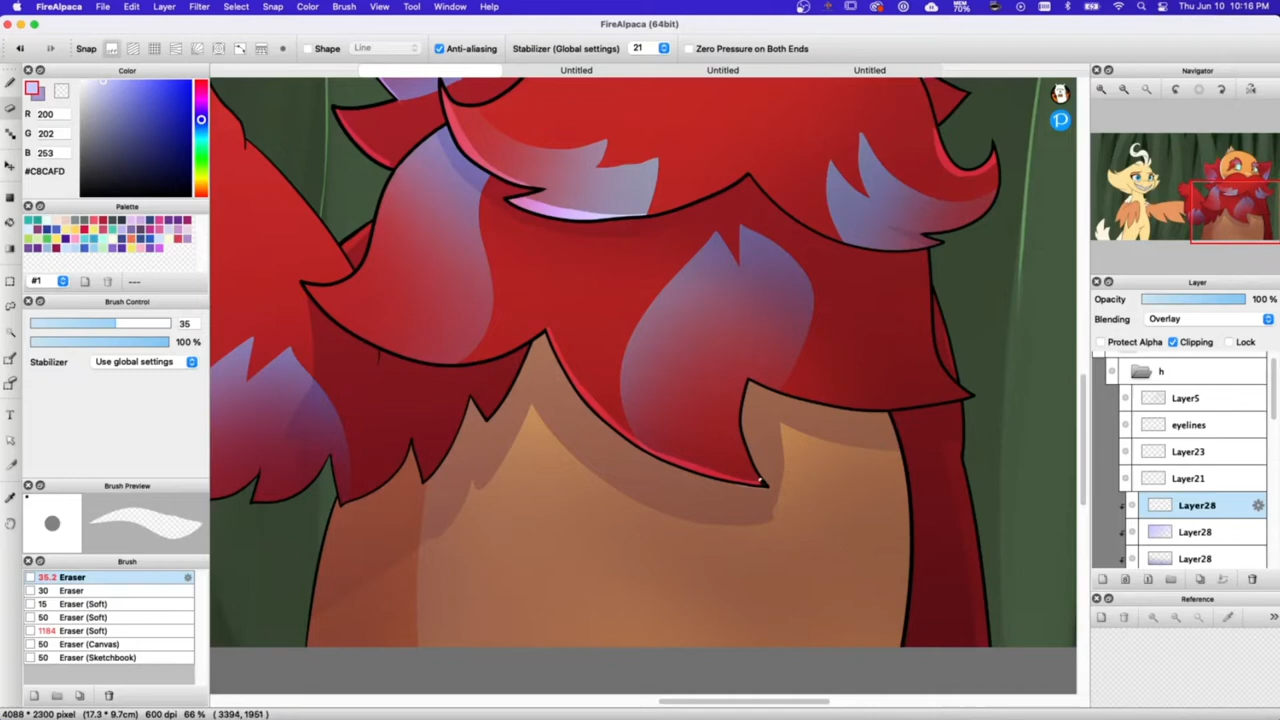 FireAlpaca File Edit Layer Filter Select Snap Color Brush View Tool Window Help MEM 70% Thu Jun 10 10:16 PM
FireAlpaca (64bit)
Snap Shape Line Anti-aliasing Stabilizer (Global settings) 21 Zero Pressure on Both Ends
Color
Untitled Untitled Untitled
Navigator
R 200
G 202
B 253
#C8CAFD
Palette
#1 ---
Brush Control
35
100 %
Stabilizer Use global settings
Brush Preview
Brush
35.2 Eraser
30 Eraser
15 Eraser (Soft)
50 Eraser (Soft)
1164 Eraser (Soft)
50 Eraser (Canvas)
50 Eraser (Sketchbook)
Layer
Opacity 100 %
Blending Overlay
Protect Alpha Clipping Lock
h
Layer5
eyelines
Layer23
Layer21
Layer28
Layer28
Layer28
Reference
4088 * 2300 pixel (17.3 * 9.7cm) 600 dpi 66 % ( 3394, 1951 )